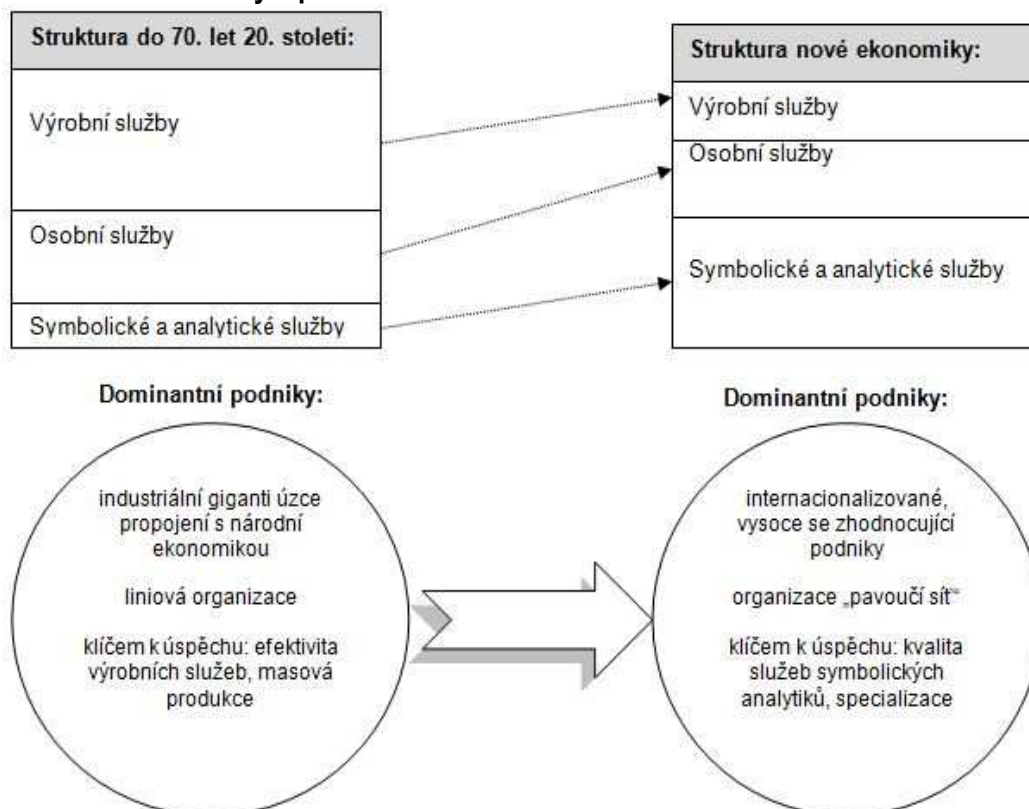 Struktura do 70. let 20. století:
Výrobní služby
Osobní služby
Symbolické a analytické služby
Struktura nové ekonomiky:
Výrobní služby
Osobní služby
Symbolické a analytické služby
Dominantní podniky:
industriální giganti úzce
propojení s národní
ekonomikou
liniová organizace
klíčem k úspěchu: efektivita
výrobních služeb, masová
produkce
Dominantní podniky:
internacionalizované,
vysoce se zhodnocující
podniky
organizace „pavoučí síť“
klíčem k úspěchu: kvalita
služeb symbolických
analytiků, specializace